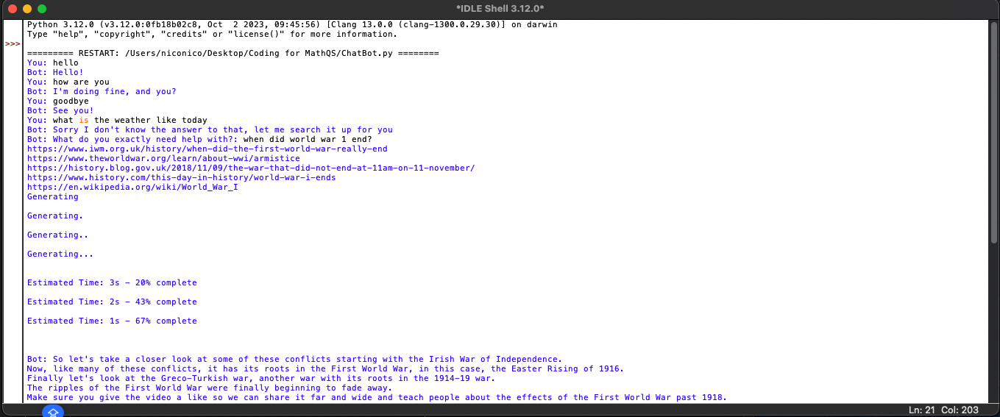 *IDLE Shell 3.12.0*
Python 3.12.0 (v3.12.0:0fb18b02c8, Oct  2 2023, 09:45:56) [Clang 13.0.0 (clang-1300.0.29.30)] on darwin
Type "help", "copyright", "credits" or "license()" for more information.
>>>
========= RESTART: /Users/niconico/Desktop/Coding for MathQS/ChatBot.py ========
You: hello
Bot: Hello!
You: how are you
Bot: I'm doing fine, and you?
You: goodbye
Bot: See you!
You: what is the weather like today
Bot: Sorry I don't know the answer to that, let me search it up for you
Bot: What do you exactly need help with?: when did world war 1 end?
https://www.iwm.org.uk/history/when-did-the-first-world-war-really-end
https://www.theworldwar.org/learn/about-wwi/armistice
https://history.blog.gov.uk/2018/11/09/the-war-that-did-not-end-at-11am-on-11-november/
https://www.history.com/this-day-in-history/world-war-i-ends
https://en.wikipedia.org/wiki/World_War_I
Generating
Generating.
Generating..
Generating...
Estimated Time: 3s - 20% complete
Estimated Time: 2s - 43% complete
Estimated Time: 1s - 67% complete
Bot: So let's take a closer look at some of these conflicts starting with the Irish War of Independence.
Now, like many of these conflicts, it has its roots in the First World War, in this case, the Easter Rising of 1916.
Finally let's look at the Greco-Turkish war, another war with its roots in the 1914-19 war.
The ripples of the First World War were finally beginning to fade away.
Make sure you give the video a like so we can share it far and wide and teach people about the effects of the First World War past 1918.
Ln: 21  Col: 203